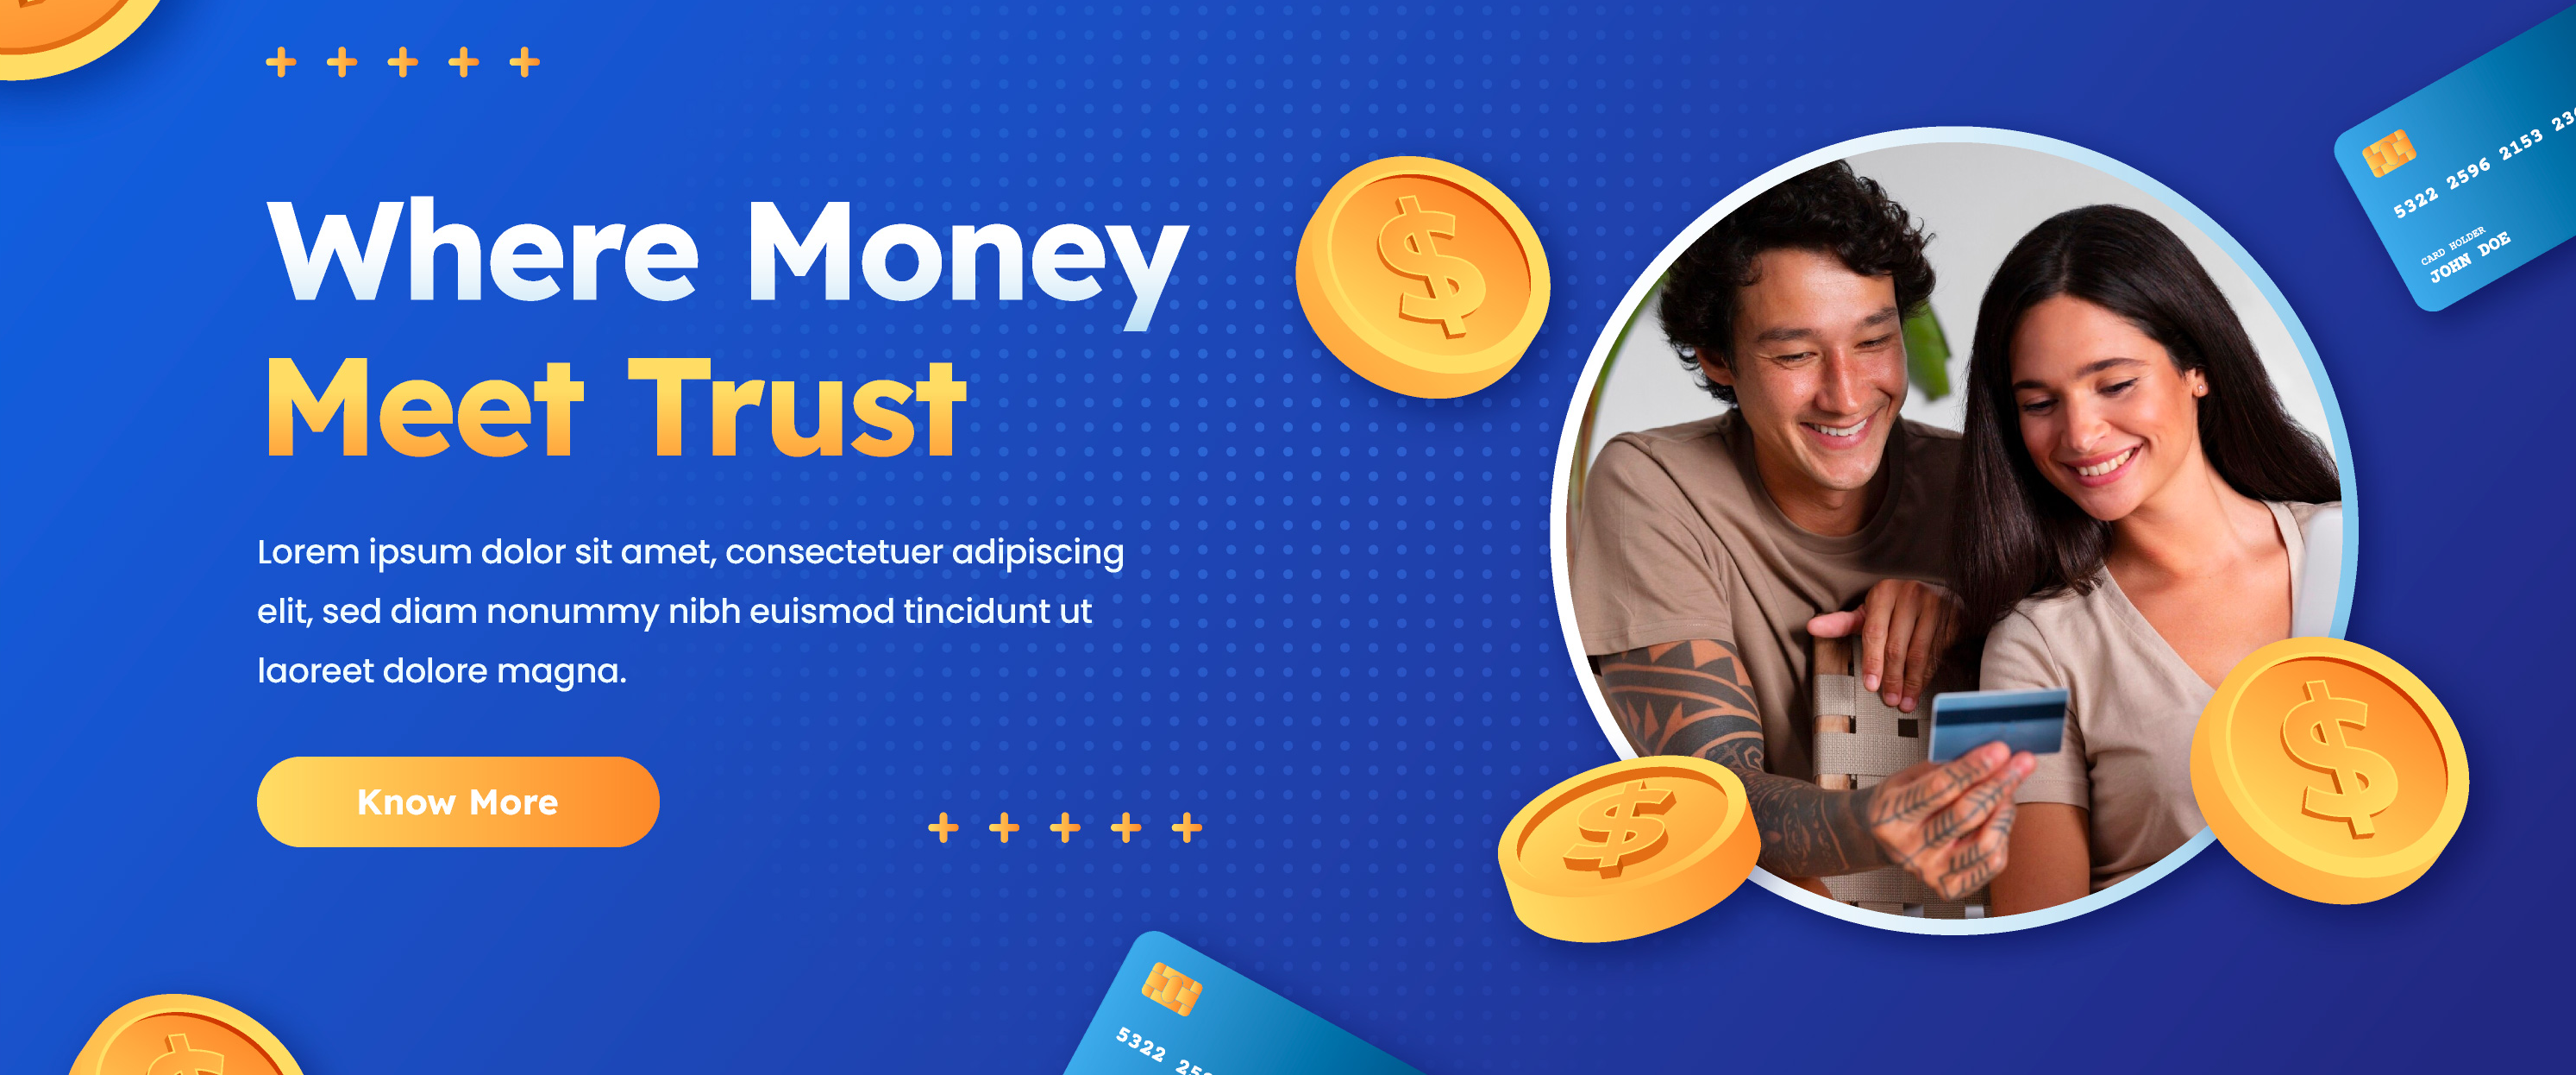 Where Money
Meet Trust
Lorem ipsum dolor sit amet, consectetuer adipiscing
elit, sed diam nonummy nibh euismod tincidunt ut
laoreet dolore magna.
Know More
5322 2596 2153
CARD HOLDER
JOHN DOE
5322